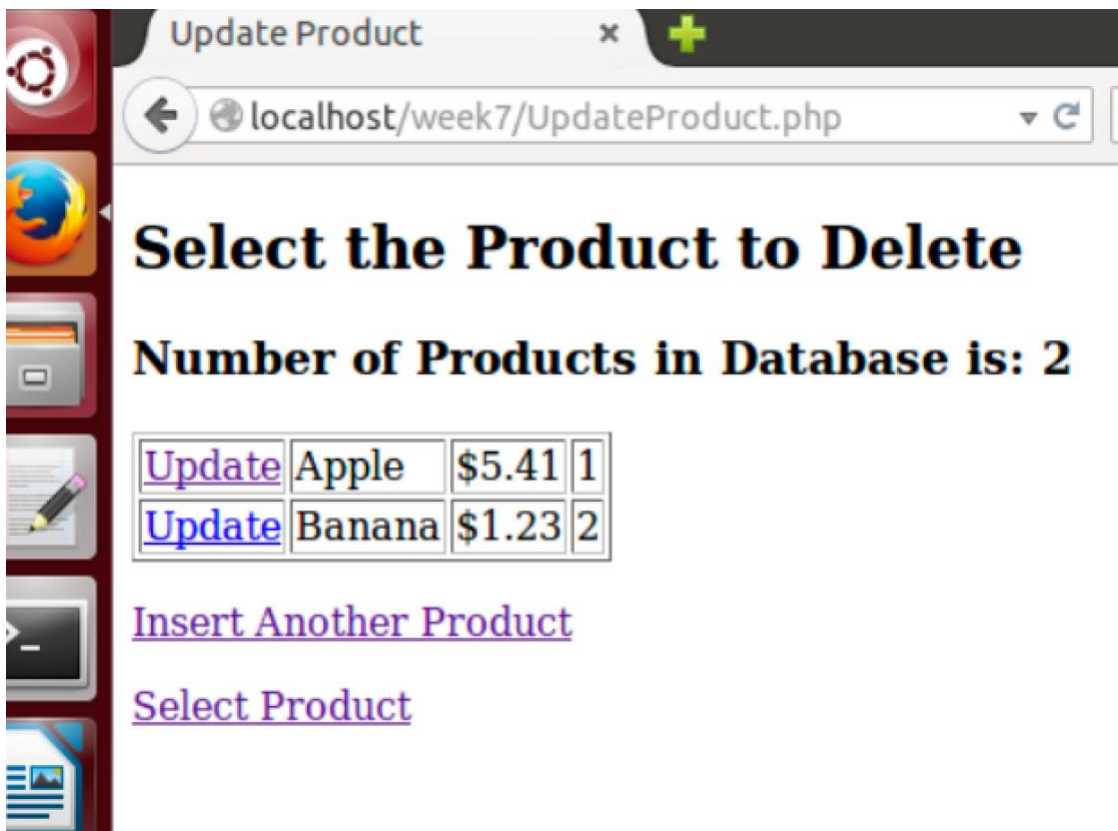 Update Product
localhost/week7/UpdateProduct.php
Select the Product to Delete
Number of Products in Database is: 2
Update Apple $5.41 1
Update Banana $1.23 2
Insert Another Product
Select Product